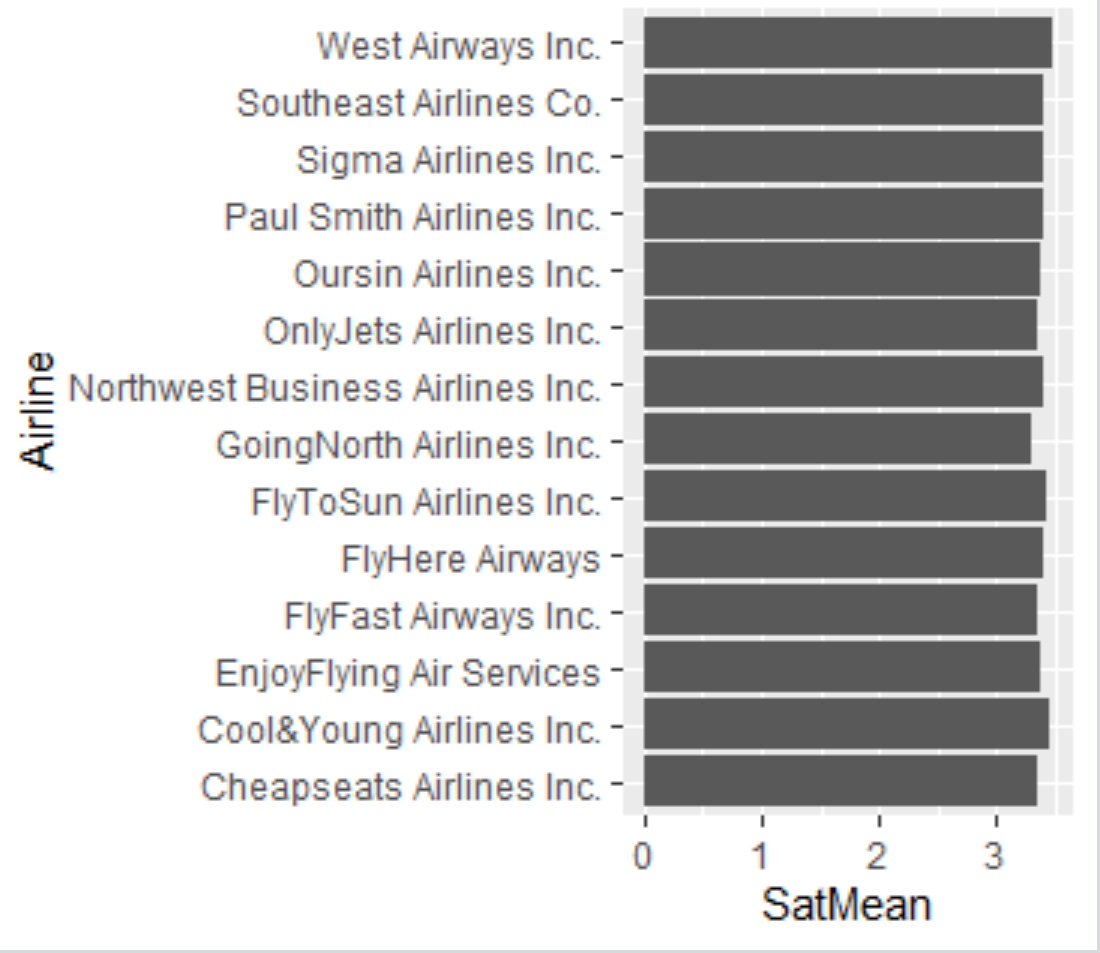 West Airways Inc.
Southeast Airlines Co.
Sigma Airlines Inc.
Paul Smith Airlines Inc.
Oursin Airlines Inc.
OnlyJets Airlines Inc.
Northwest Business Airlines Inc.
GoingNorth Airlines Inc.
FlyToSun Airlines Inc.
FlyHere Airways
FlyFast Airways Inc.
EnjoyFlying Air Services
Cool&Young Airlines Inc.
Cheapseats Airlines Inc.
Airline
0 1 2 3
SatMean